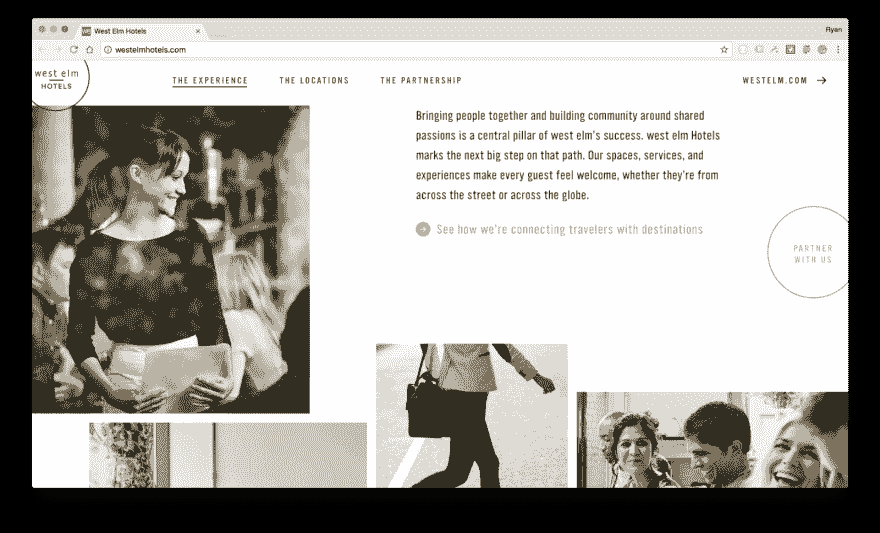 West Elm Hotels
Ryan
westelmhotels.com
west elm
HOTELS
THE EXPERIENCE
THE LOCATIONS
THE PARTNERSHIP
WESTELM.COM
Bringing people together and building community around shared
passions is a central pillar of west elm's success. west elm Hotels
marks the next big step on that path. Our spaces, services, and
experiences make every guest feel welcome, whether they're from
across the street or across the globe.
See how we're connecting travelers with destinations
PARTNER
WITH US